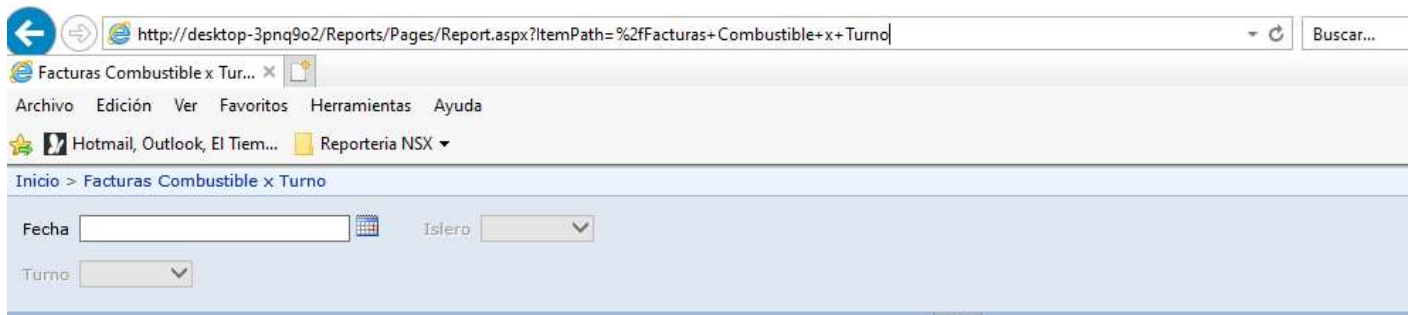 http://desktop-3pnq9o2/Reports/Pages/Report.aspx?ItemPath=%2fFacturas+Combustible+x+Turno Buscar...
Facturas Combustible x Tur...
Archivo Edición Ver Favoritos Herramientas Ayuda
Hotmail, Outlook, El Tiem... Reporteria NSX
Inicio > Facturas Combustible x Turno
Fecha Islero
Turno